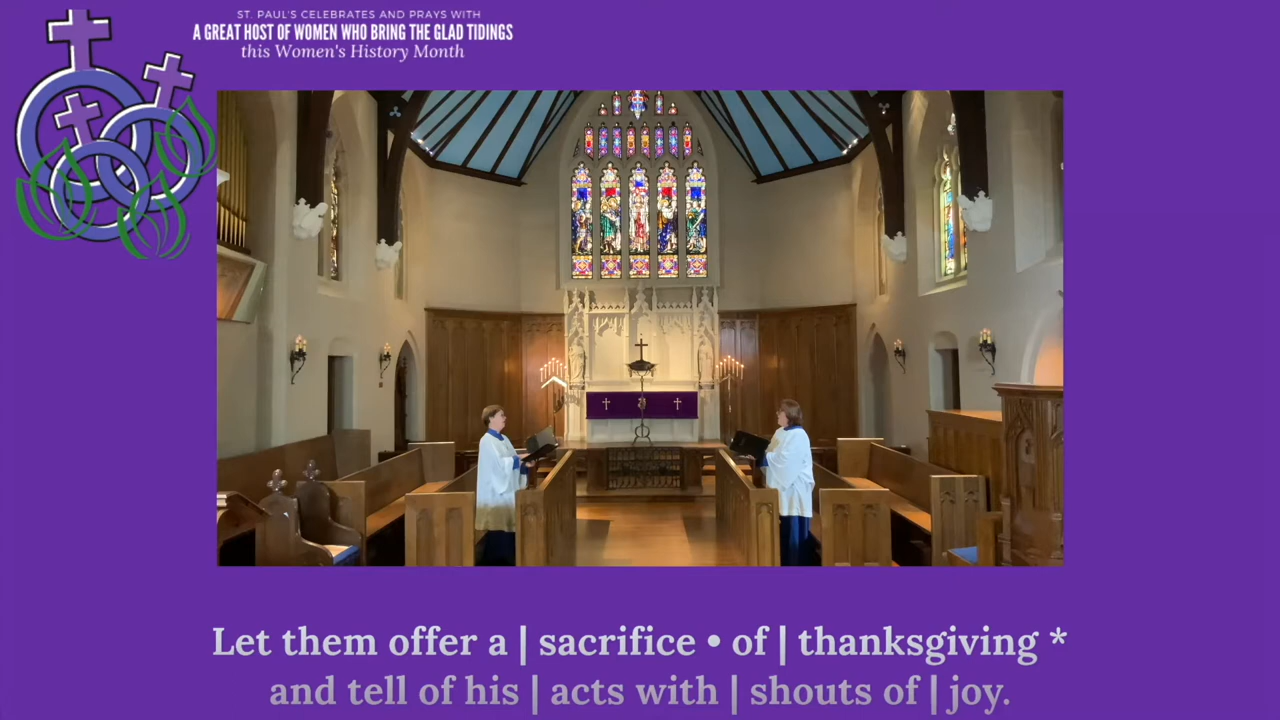 ST. PAUL'S CELEBRATES AND PRAYS WITH
A GREAT HOST OF WOMEN WHO BRING THE GLAD TIDINGS
this Women's History Month
Let them offer a | sacrifice • of | thanksgiving *
and tell of his | acts with | shouts of | joy.